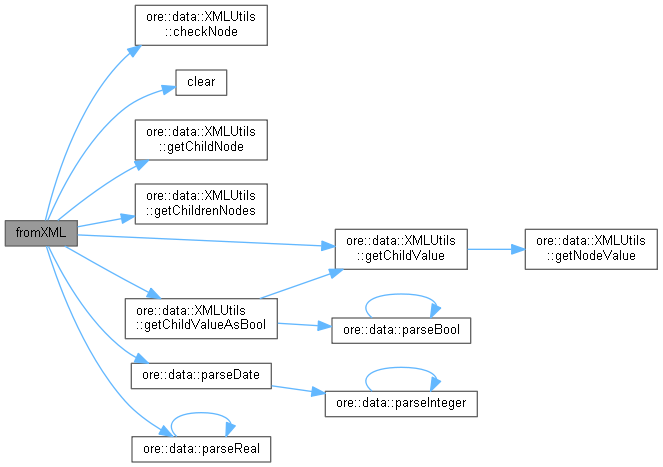 ore::data::XMLUtils
::checkNode
clear
ore::data::XMLUtils
::getChildNode
ore::data::XMLUtils
::getChildrenNodes
fromXML
ore::data::XMLUtils
::getChildValue
ore::data::XMLUtils
::getNodeValue
ore::data::XMLUtils
::getChildValueAsBool
ore::data::parseBool
ore::data::parseDate
ore::data::parseInteger
ore::data::parseReal